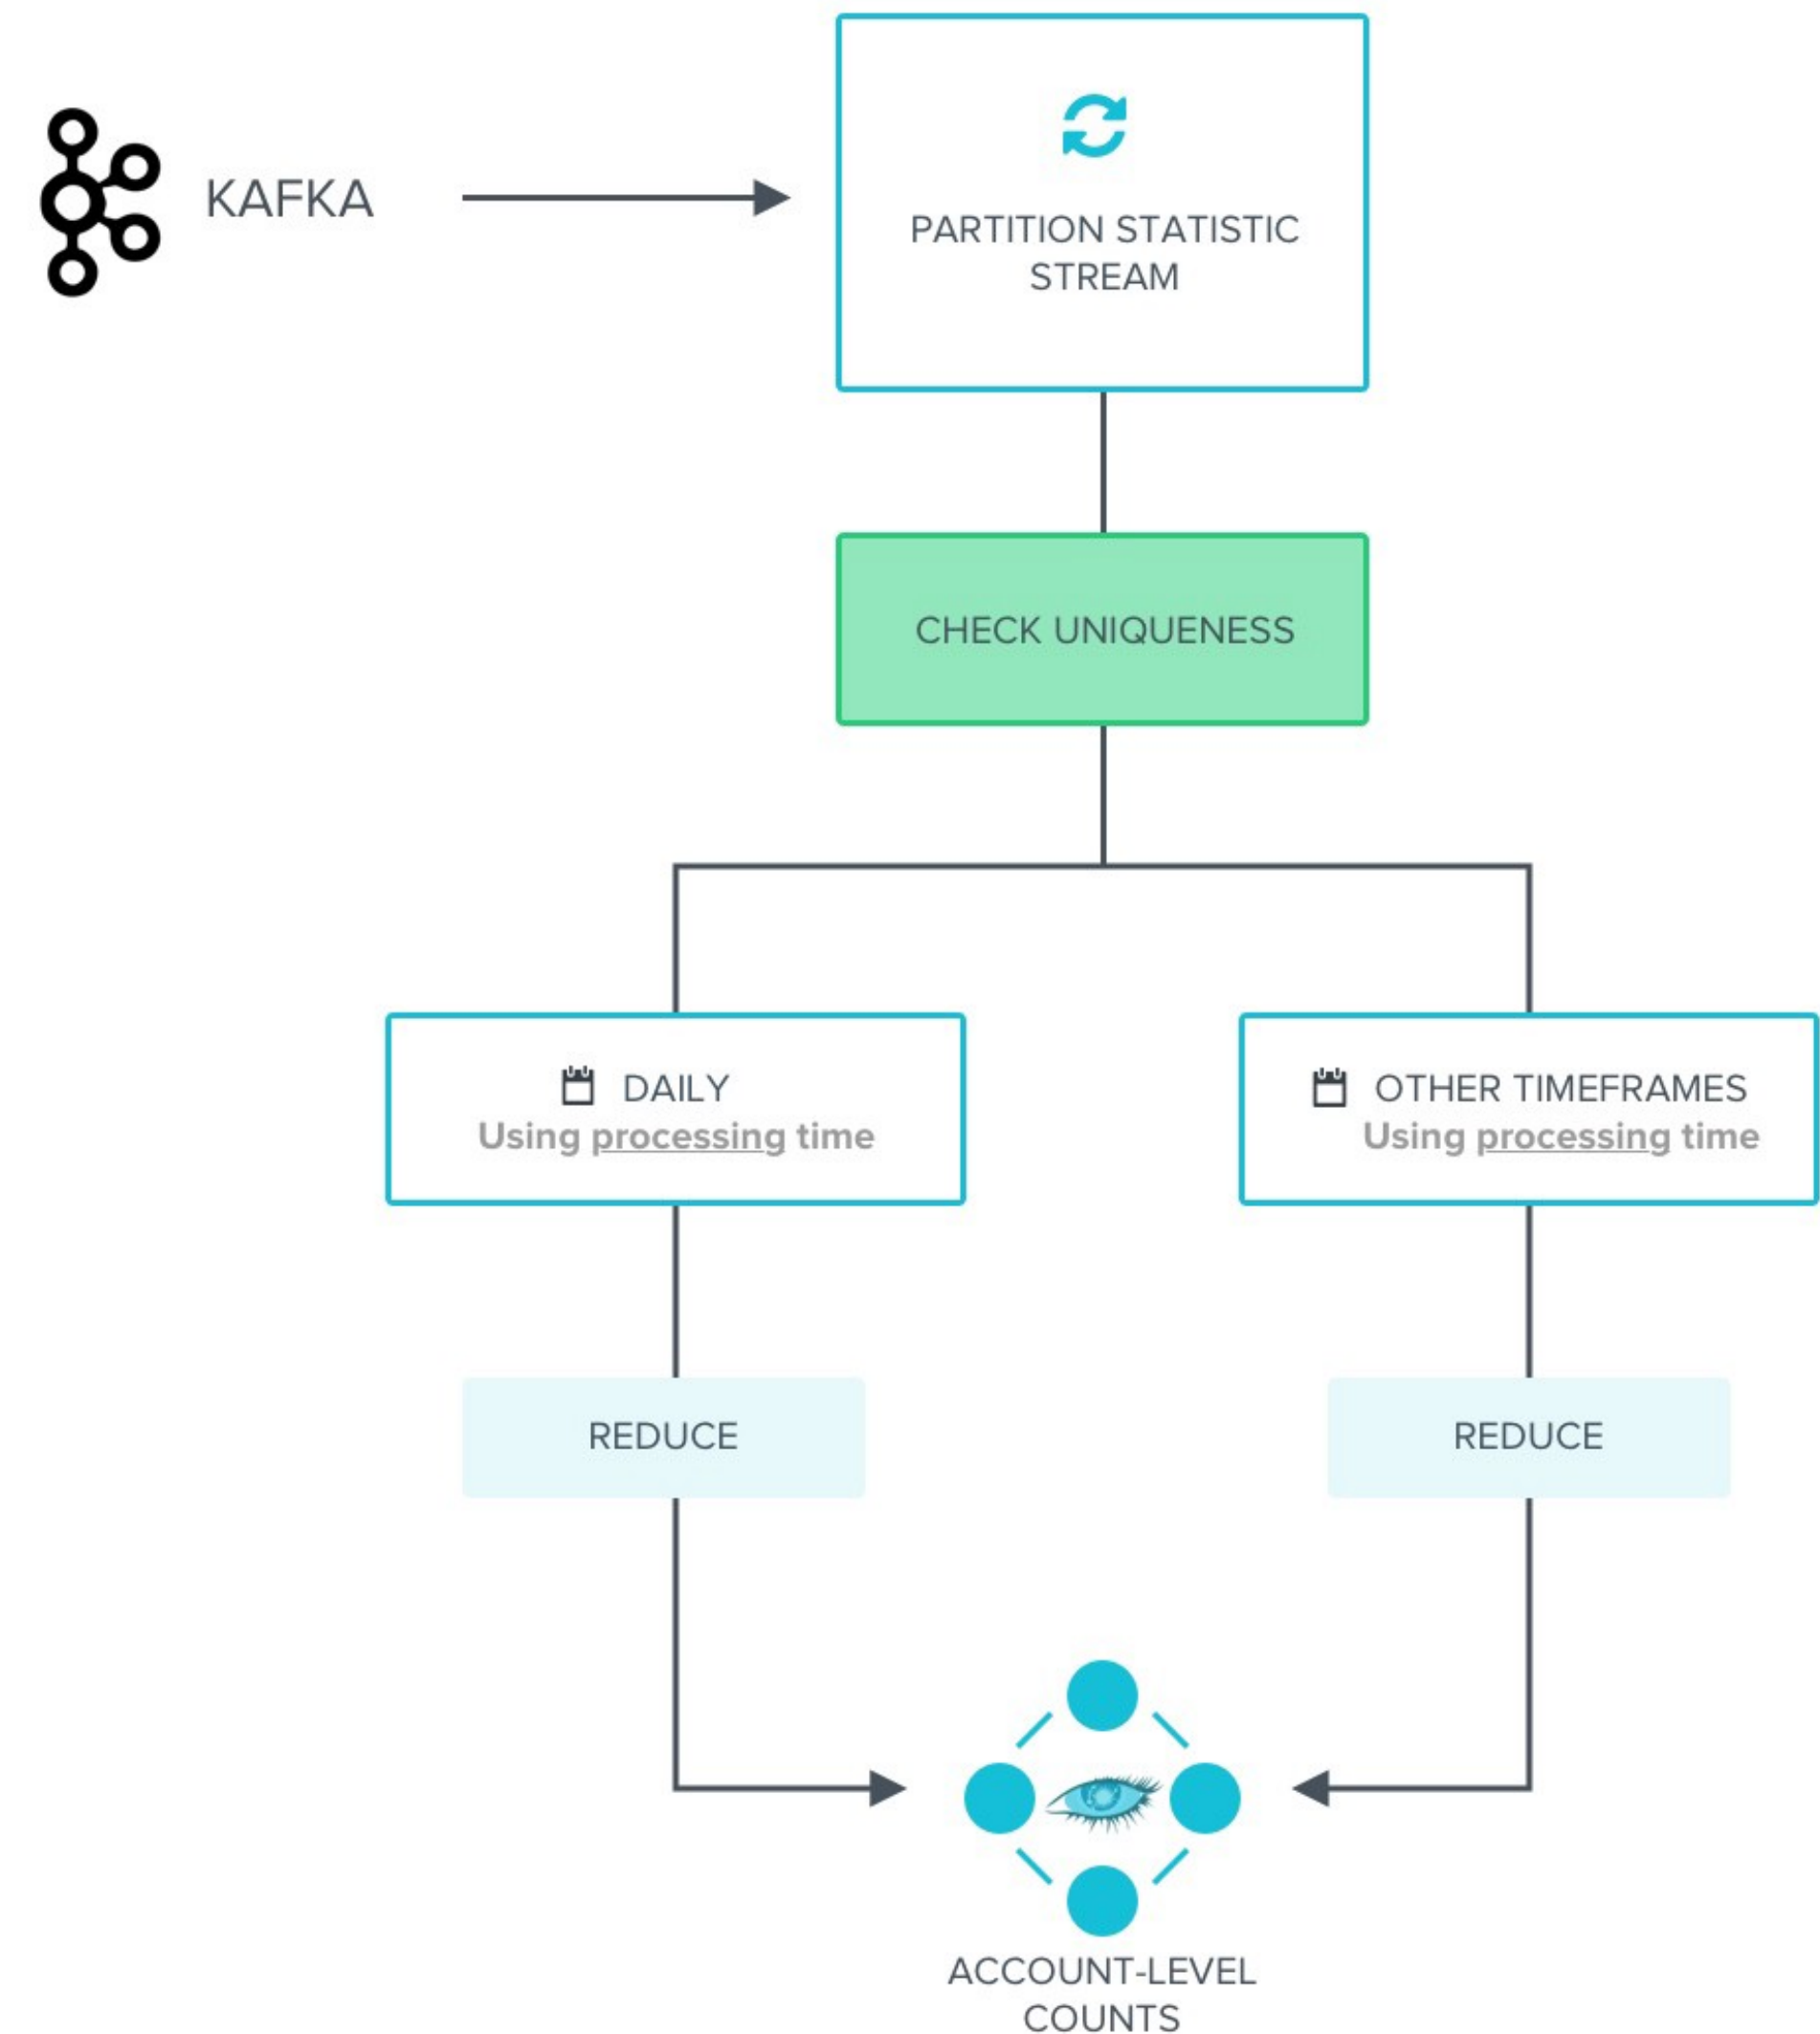 KAFKA
PARTITION STATISTIC
STREAM
CHECK UNIQUENESS
DAILY
Using processing time
OTHER TIMEFRAMES
Using processing time
REDUCE
REDUCE
ACCOUNT-LEVEL
COUNTS